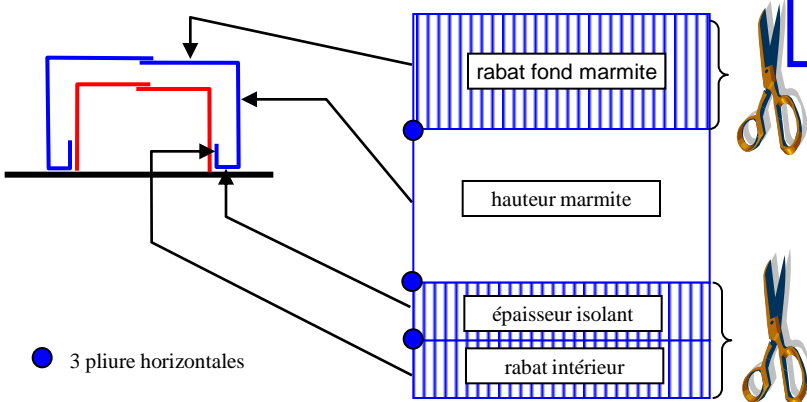 rabat fond marmite
hauteur marmite
épaisseur isolant
rabat intérieur
3 pliure horizontales